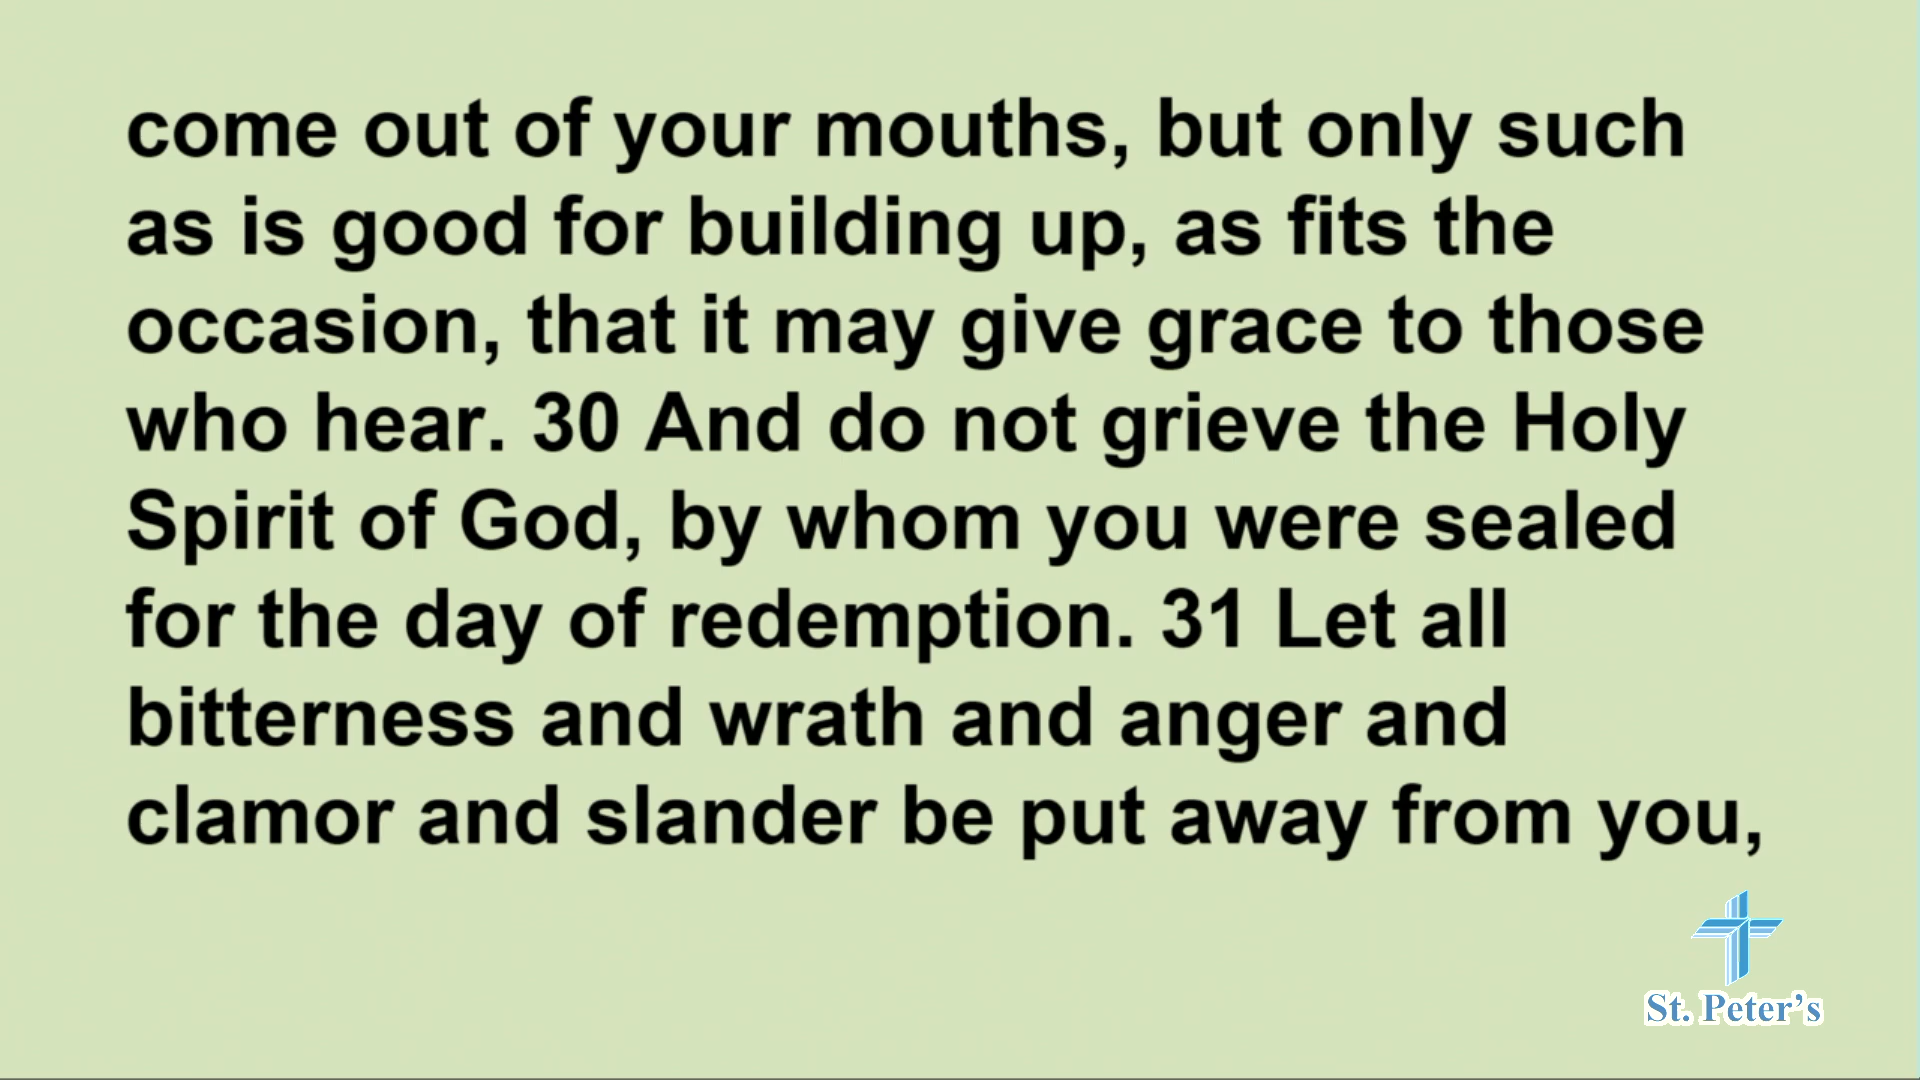 come out of your mouths, but only such
as is good for building up, as fits the
occasion, that it may give grace to those
who hear. 30 And do not grieve the Holy
Spirit of God, by whom you were sealed
for the day of redemption. 31 Let all
bitterness and wrath and anger and
clamor and slander be put away from you,
St. Peter’s